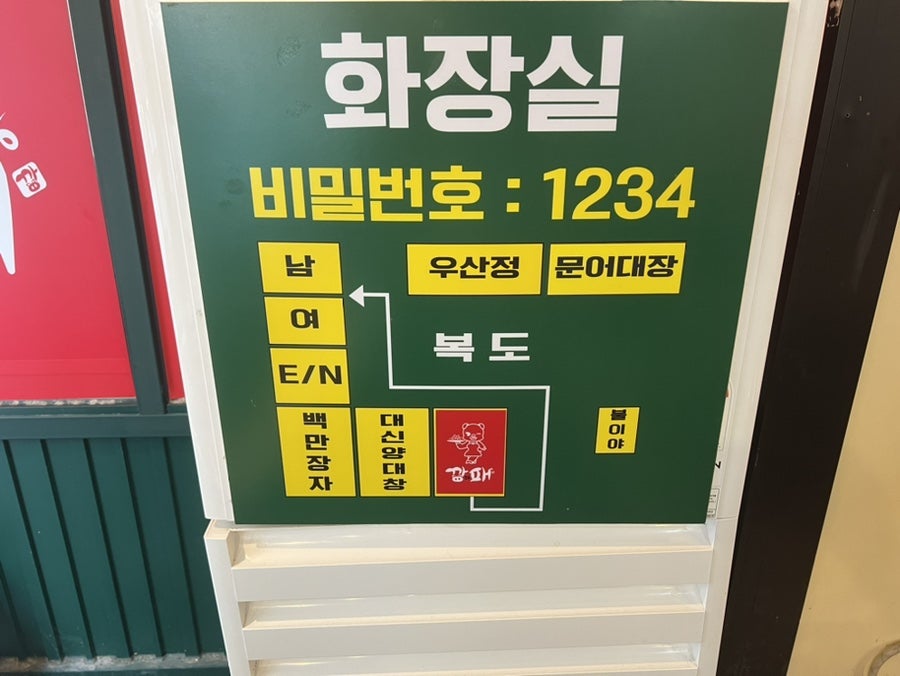 화장실
비밀번호 : 1234
남
우산정
문어대장
여
복도
E/N
백만장자
대신양대창
불이야